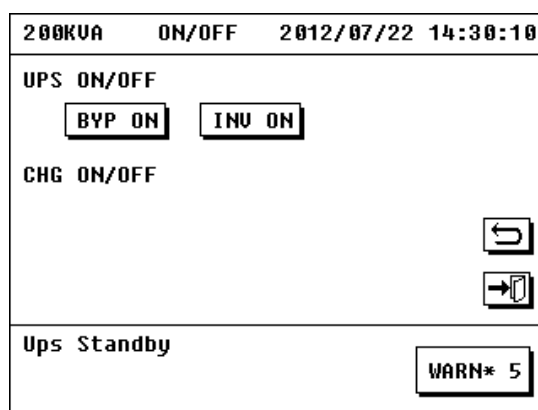 200KVA ON/OFF 2012/07/22 14:30:10
UPS ON/OFF
BYP ON INV ON
CHG ON/OFF
Ups Standby
WARN* 5